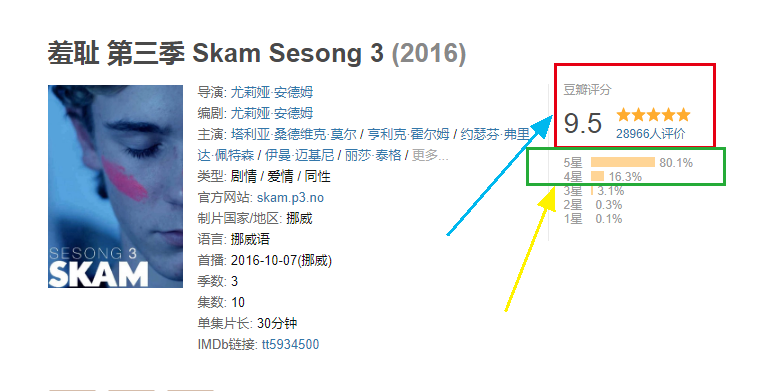 羞耻 第三季 Skam Sesong 3 (2016)
SESONG 3
SKAM
导演: 尤莉娅·安德姆
编剧: 尤莉娅·安德姆
主演: 塔利亚·桑德维克·莫尔 / 亨利克·霍尔姆 / 约瑟芬·弗里
达·佩特森 / 伊曼·迈基尼 / 丽莎·泰格 / 更多...
类型: 剧情 / 爱情 / 同性
官方网站: skam.p3.no
制片国家/地区: 挪威
语言: 挪威语
首播: 2016-10-07(挪威)
季数: 3
集数: 10
单集片长: 30分钟
IMDb链接: tt5934500
豆瓣评分
9.5
28966人评价
5星 80.1%
4星 16.3%
3星 3.1%
2星 0.3%
1星 0.1%